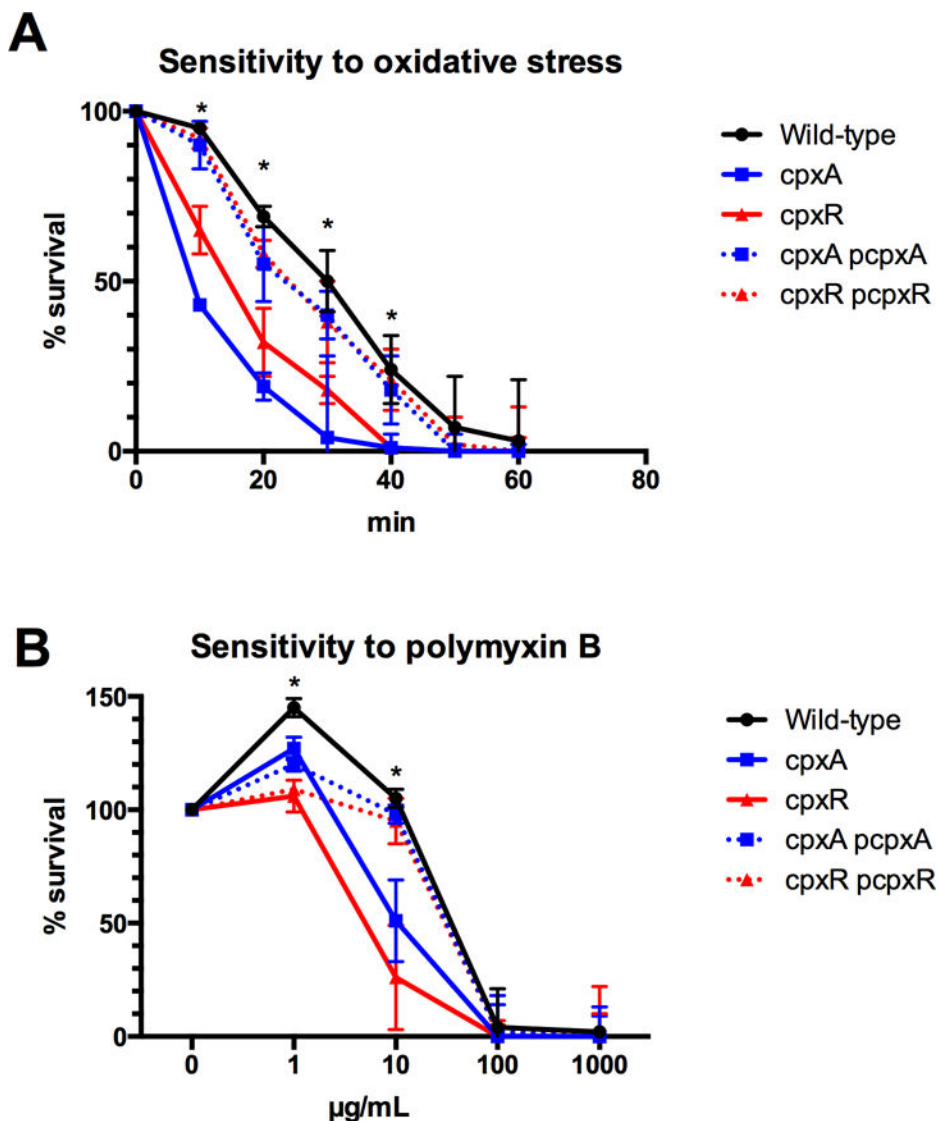 A
Sensitivity to oxidative stress
100
50
0
% survival
0 20 40 60 80
min
* * * *
Wild-type
cpxA
cpxR
cpxA pcpxA
cpxR pcpxR
B
Sensitivity to polymyxin B
150
100
50
0
% survival
0 1 10 100 1000
µg/mL
* *
Wild-type
cpxA
cpxR
cpxA pcpxA
cpxR pcpxR